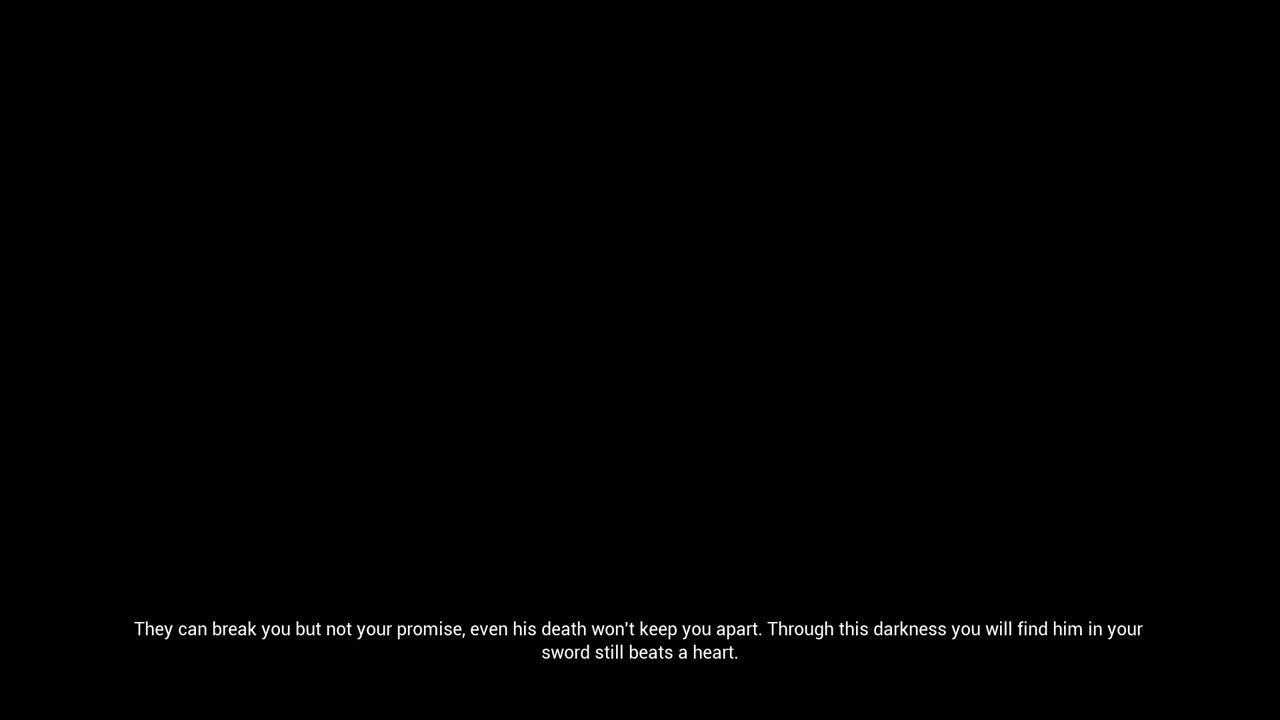 They can break you but not your promise, even his death won't keep you apart. Through this darkness you will find him in your
sword still beats a heart.